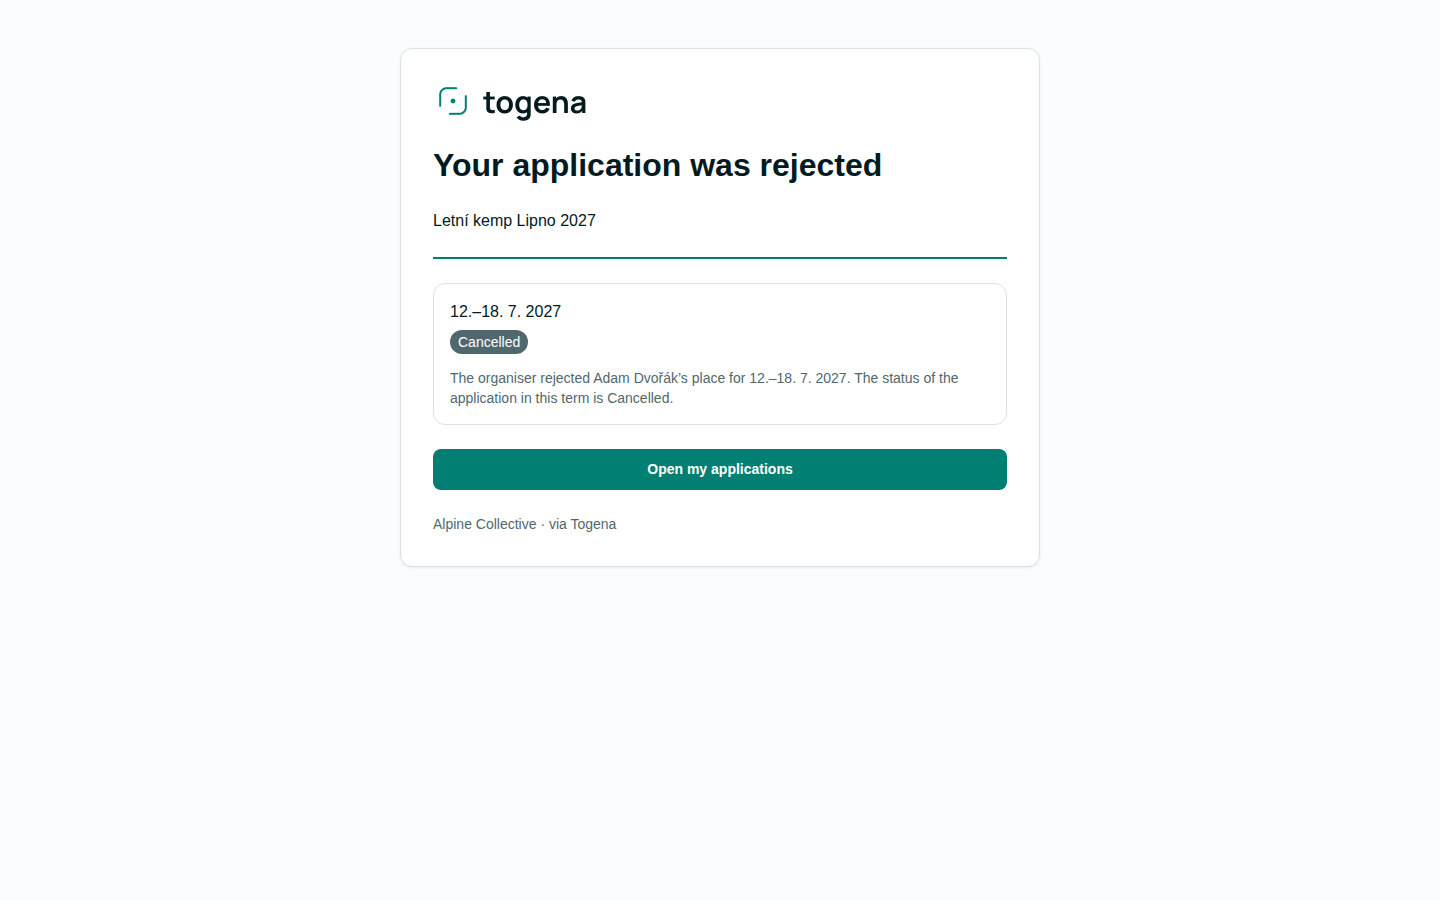 togena
Your application was rejected
Letní kemp Lipno 2027
12.–18. 7. 2027
Cancelled
The organiser rejected Adam Dvořák’s place for 12.–18. 7. 2027. The status of the
application in this term is Cancelled.
Open my applications
Alpine Collective · via Togena